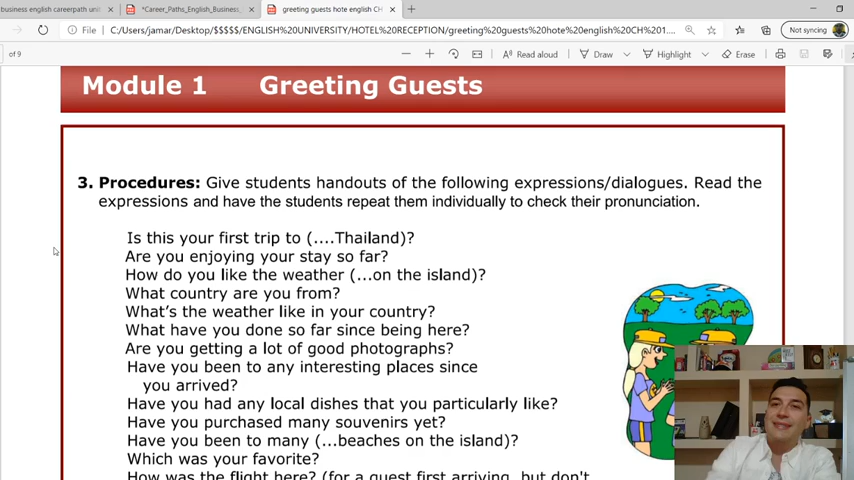 business english careerpath uni
*Career_Paths_English_Business_
greeting guests hote english CH
File
C:/Users/jamar/Desktop/$$$$$/ENGLISH UNIVERSITY/HOTEL RECEPTION/greeting%20guests%20hote%20english%20CH%201....
Not syncing
of 9
Read aloud
Draw
Highlight
Erase
Module 1 Greeting Guests
3. Procedures: Give students handouts of the following expressions/dialogues. Read the
expressions and have the students repeat them individually to check their pronunciation.
Is this your first trip to (....Thailand)?
Are you enjoying your stay so far?
How do you like the weather (...on the island)?
What country are you from?
What's the weather like in your country?
What have you done so far since being here?
Are you getting a lot of good photographs?
Have you been to any interesting places since
you arrived?
Have you had any local dishes that you particularly like?
Have you purchased many souvenirs yet?
Have you been to many (...beaches on the island)?
Which was your favorite?
How was the flight here? (for a guest first arriving, but don't